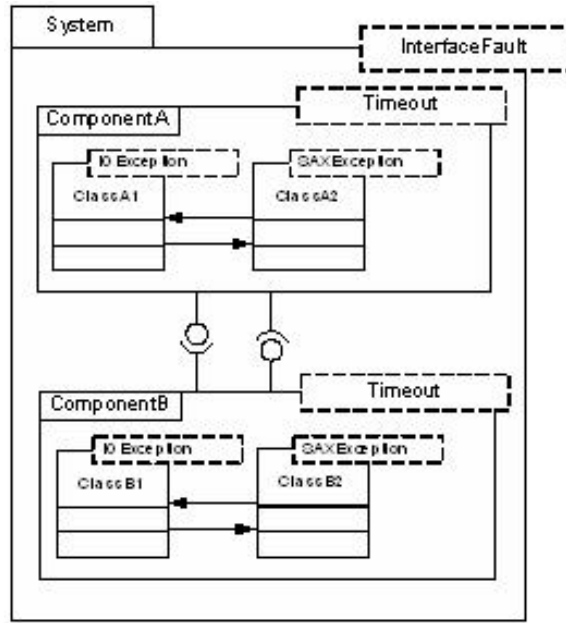 System
InterfaceFault
Timeout
ComponentA
IO Exception
SAXException
ClassA1
ClassA2
Timeout
ComponentB
IO Exception
SAXException
ClassB1
ClassB2